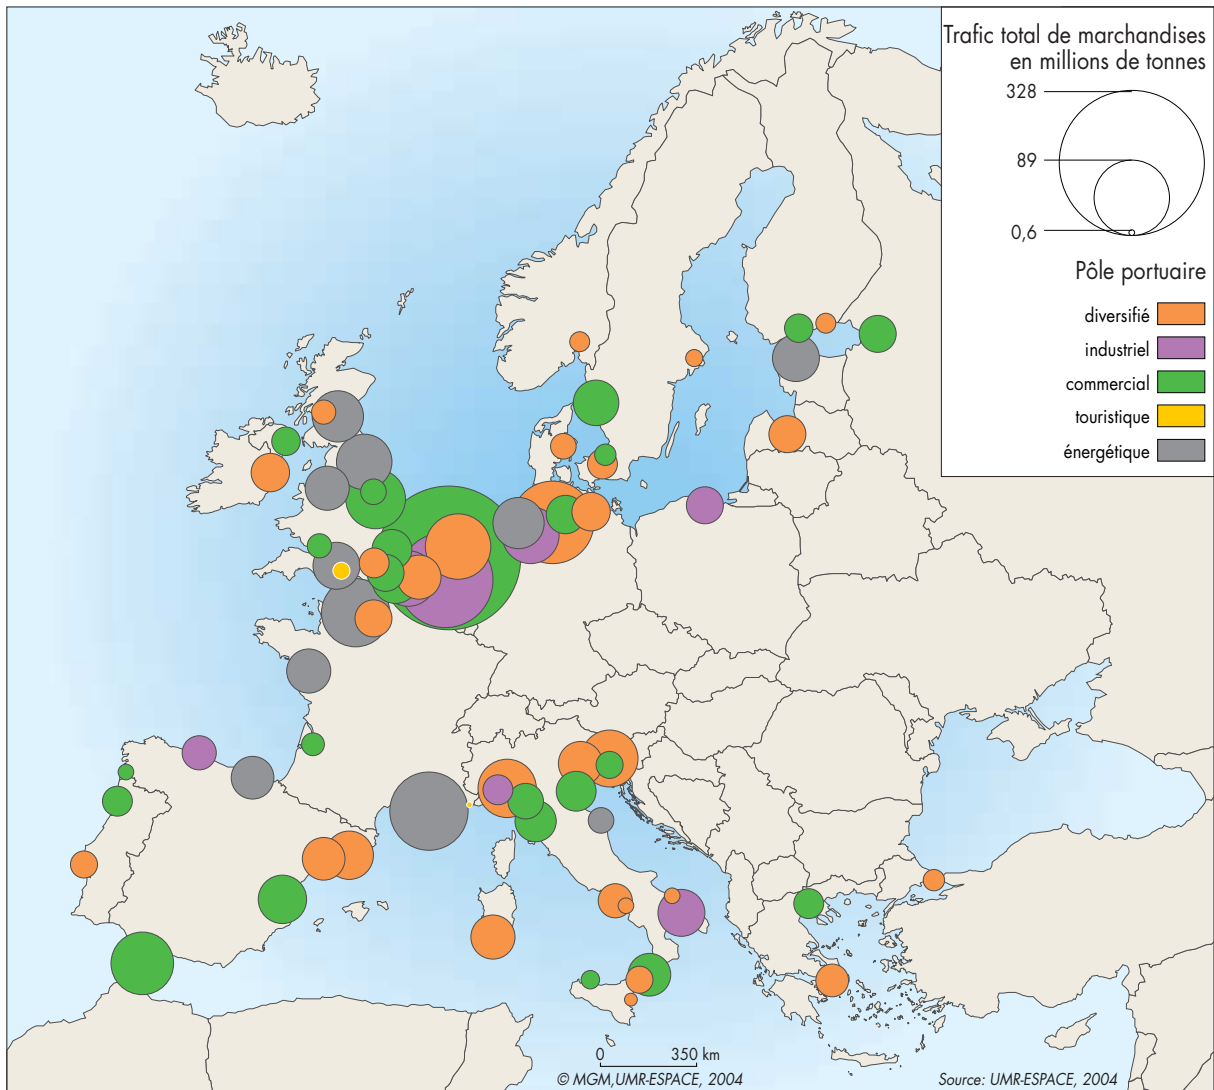 Trafic total de marchandises
en millions de tonnes
328
89
0,6
Pôle portuaire
diversifié
industriel
commercial
touristique
énergétique
0 350 km
© MGM,UMR-ESPACE, 2004
Source: UMR-ESPACE, 2004